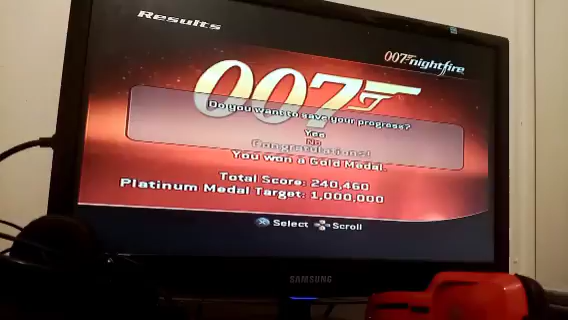 Results
007 nightfire
007
Do you want to save your progress?
Yes
No
Congratulations!
You won a Gold Medal.
Total Score: 240,460
Platinum Medal Target: 1,000,000
Select Scroll
SAMSUNG